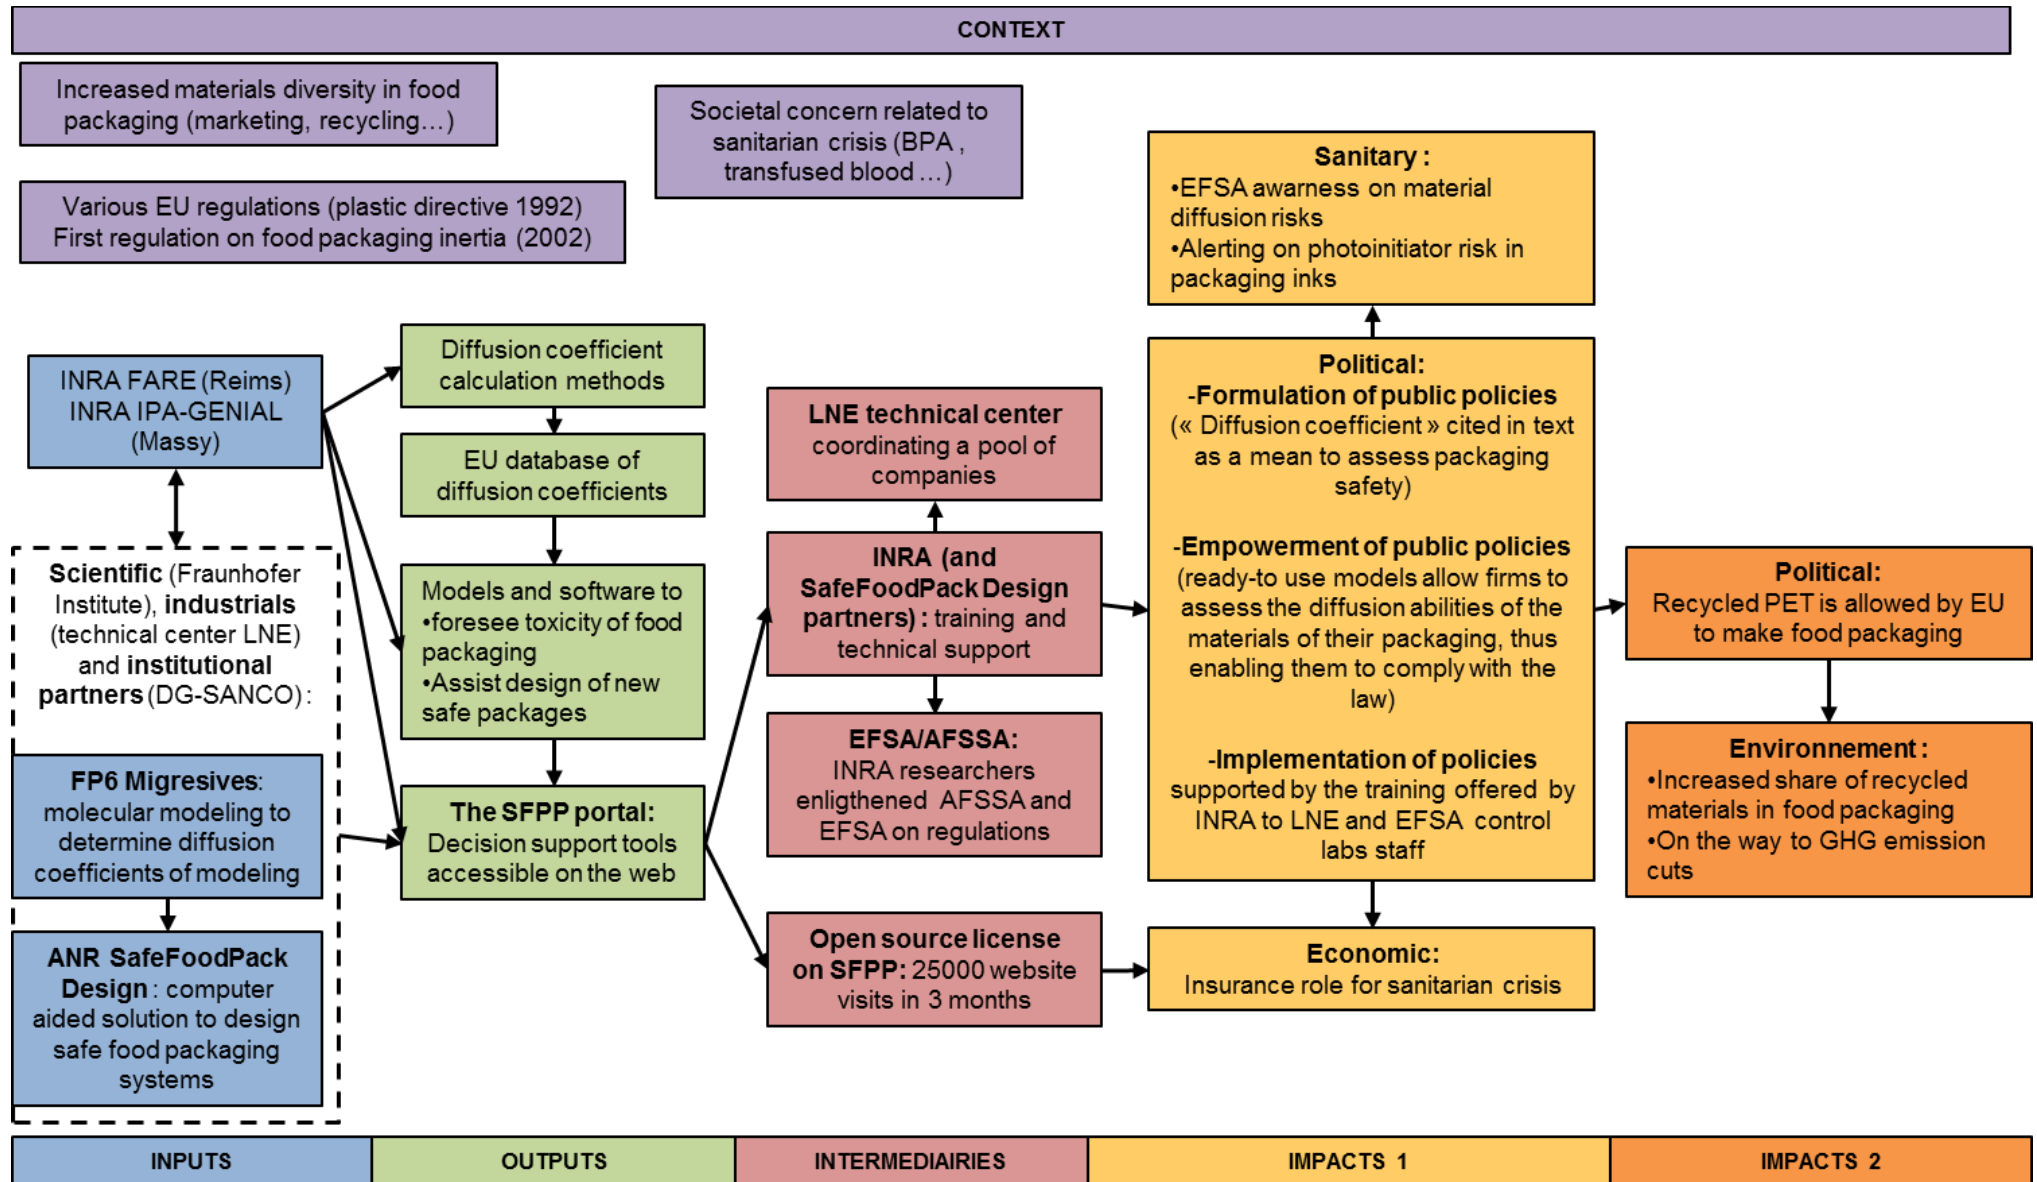 CONTEXT
Increased materials diversity in food
packaging (marketing, recycling…)
Societal concern related to
sanitarian crisis (BPA ,
transfused blood …)
Various EU regulations (plastic directive 1992)
First regulation on food packaging inertia (2002)
INRA FARE (Reims)
INRA IPA-GENIAL
(Massy)
Scientific (Fraunhofer
Institute), industrials
(technical center LNE)
and institutional
partners (DG-SANCO) :
FP6 Migresives:
molecular modeling to
determine diffusion
coefficients of modeling
ANR SafeFoodPack
Design : computer
aided solution to design
safe food packaging
systems
Diffusion coefficient
calculation methods
EU database of
diffusion coefficients
Models and software to
•foresee toxicity of food
packaging
•Assist design of new
safe packages
The SFPP portal:
Decision support tools
accessible on the web
LNE technical center
coordinating a pool of
companies
INRA (and
SafeFoodPack Design
partners) : training and
technical support
EFSA/AFSSA:
INRA researchers
enligthened AFSSA and
EFSA on regulations
Open source license
on SFPP: 25000 website
visits in 3 months
Sanitary :
•EFSA awarness on material
diffusion risks
•Alerting on photoinitiator risk in
packaging inks
Political:
-Formulation of public policies
(« Diffusion coefficient » cited in text
as a mean to assess packaging
safety)
-Empowerment of public policies
(ready-to use models allow firms to
assess the diffusion abilities of the
materials of their packaging, thus
enabling them to comply with the
law)
-Implementation of policies
supported by the training offered by
INRA to LNE and EFSA control
labs staff
Economic:
Insurance role for sanitarian crisis
Political:
Recycled PET is allowed by EU
to make food packaging
Environnement :
•Increased share of recycled
materials in food packaging
•On the way to GHG emission
cuts
INPUTS
OUTPUTS
INTERMEDIAIRIES
IMPACTS 1
IMPACTS 2